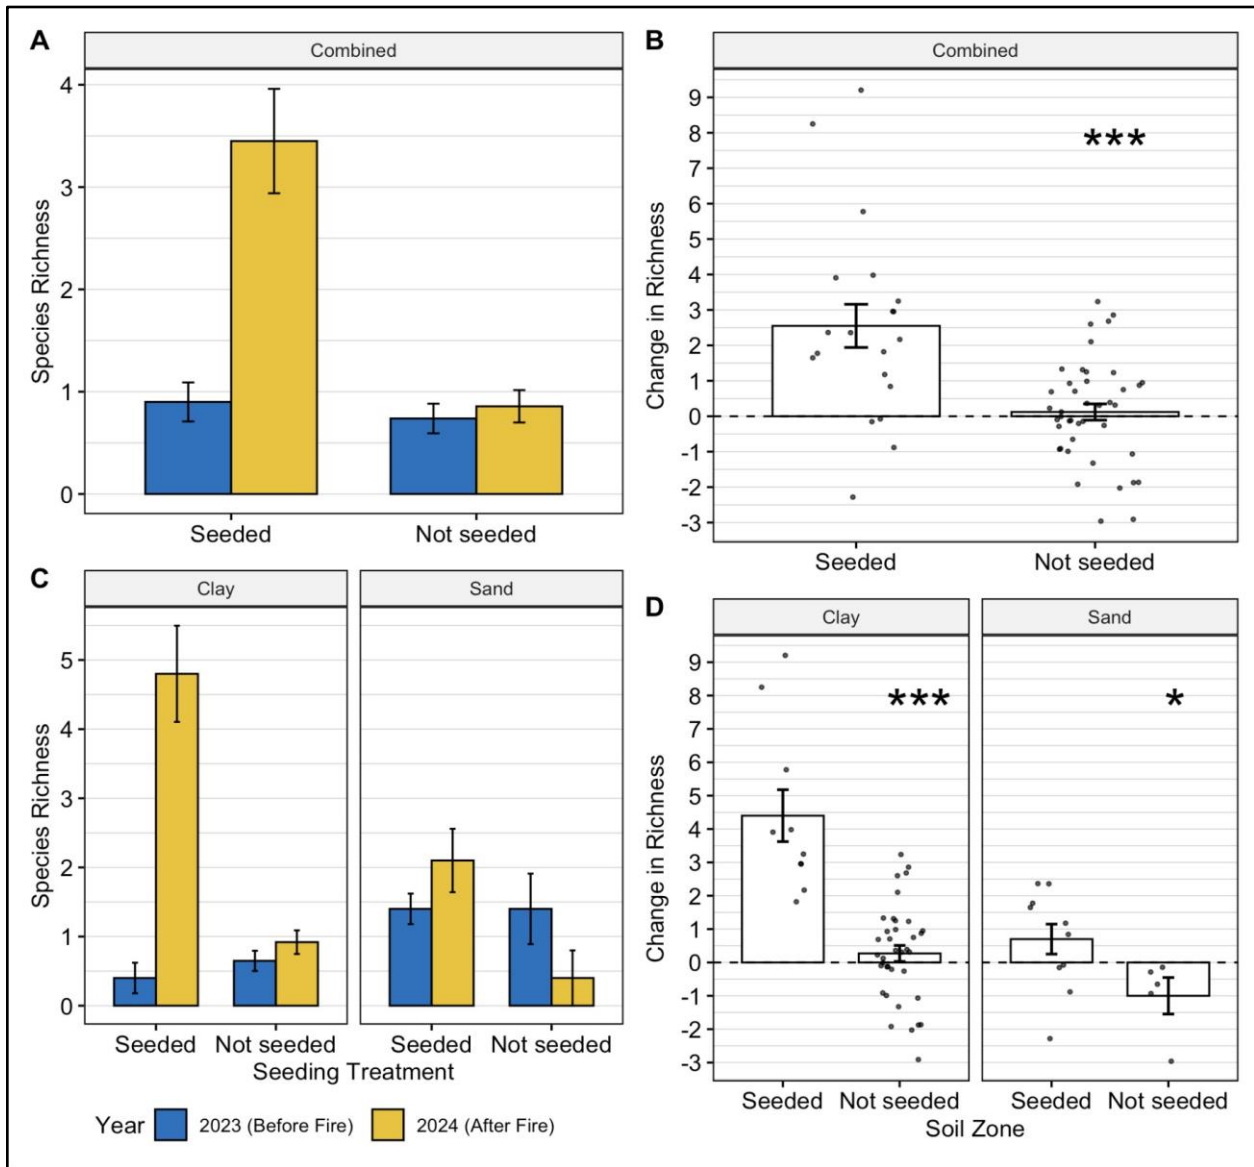 A
Combined
Species Richness
4
3
2
1
0
Seeded
Not seeded
B
Combined
Change in Richness
9
8
7
6
5
4
3
2
1
0
-1
-2
-3
***
Seeded
Not seeded
C
Clay
Sand
Species Richness
5
4
3
2
1
0
Seeded
Not seeded
Seeded
Not seeded
Seeding Treatment
Year
2023 (Before Fire)
2024 (After Fire)
D
Clay
Sand
Change in Richness
9
8
7
6
5
4
3
2
1
0
-1
-2
-3
***
*
Seeded
Not seeded
Seeded
Not seeded
Soil Zone